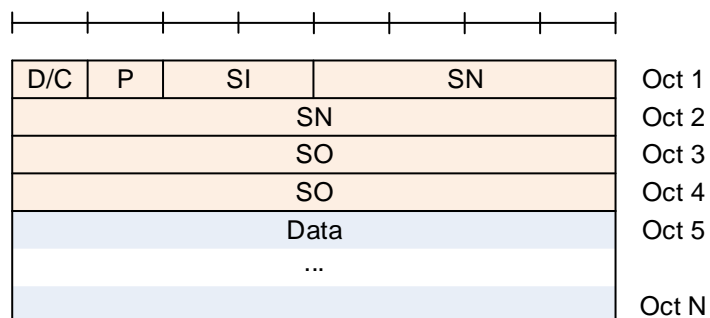 D/C P SI SN Oct 1
SN Oct 2
SO Oct 3
SO Oct 4
Data Oct 5
...
Oct N